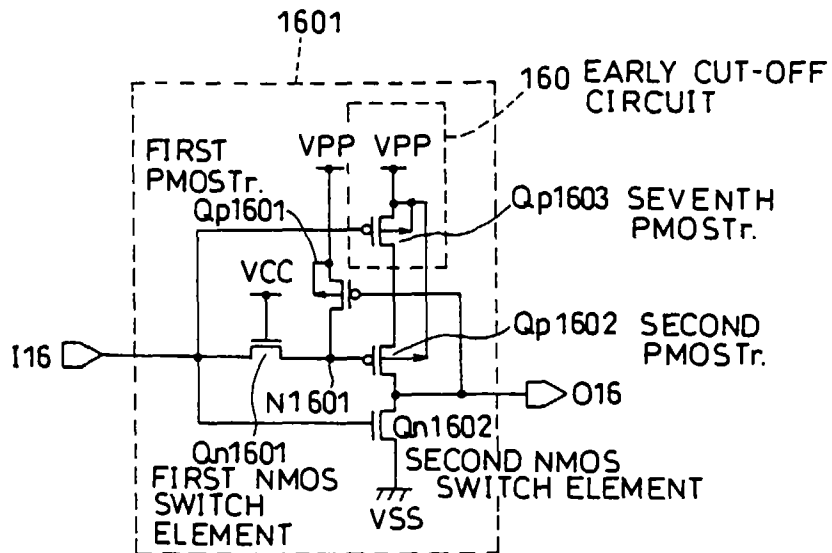 1601
160 EARLY CUT-OFF
CIRCUIT
VPP VPP
FIRST
PMOSTr.
Qp1601
Qp1603 SEVENTH
PMOSTr.
VCC
Qp1602 SECOND
PMOSTr.
I16
N1601
O16
Qn1601
Qn1602
FIRST NMOS
SWITCH
ELEMENT
SECOND NMOS
SWITCH ELEMENT
VSS